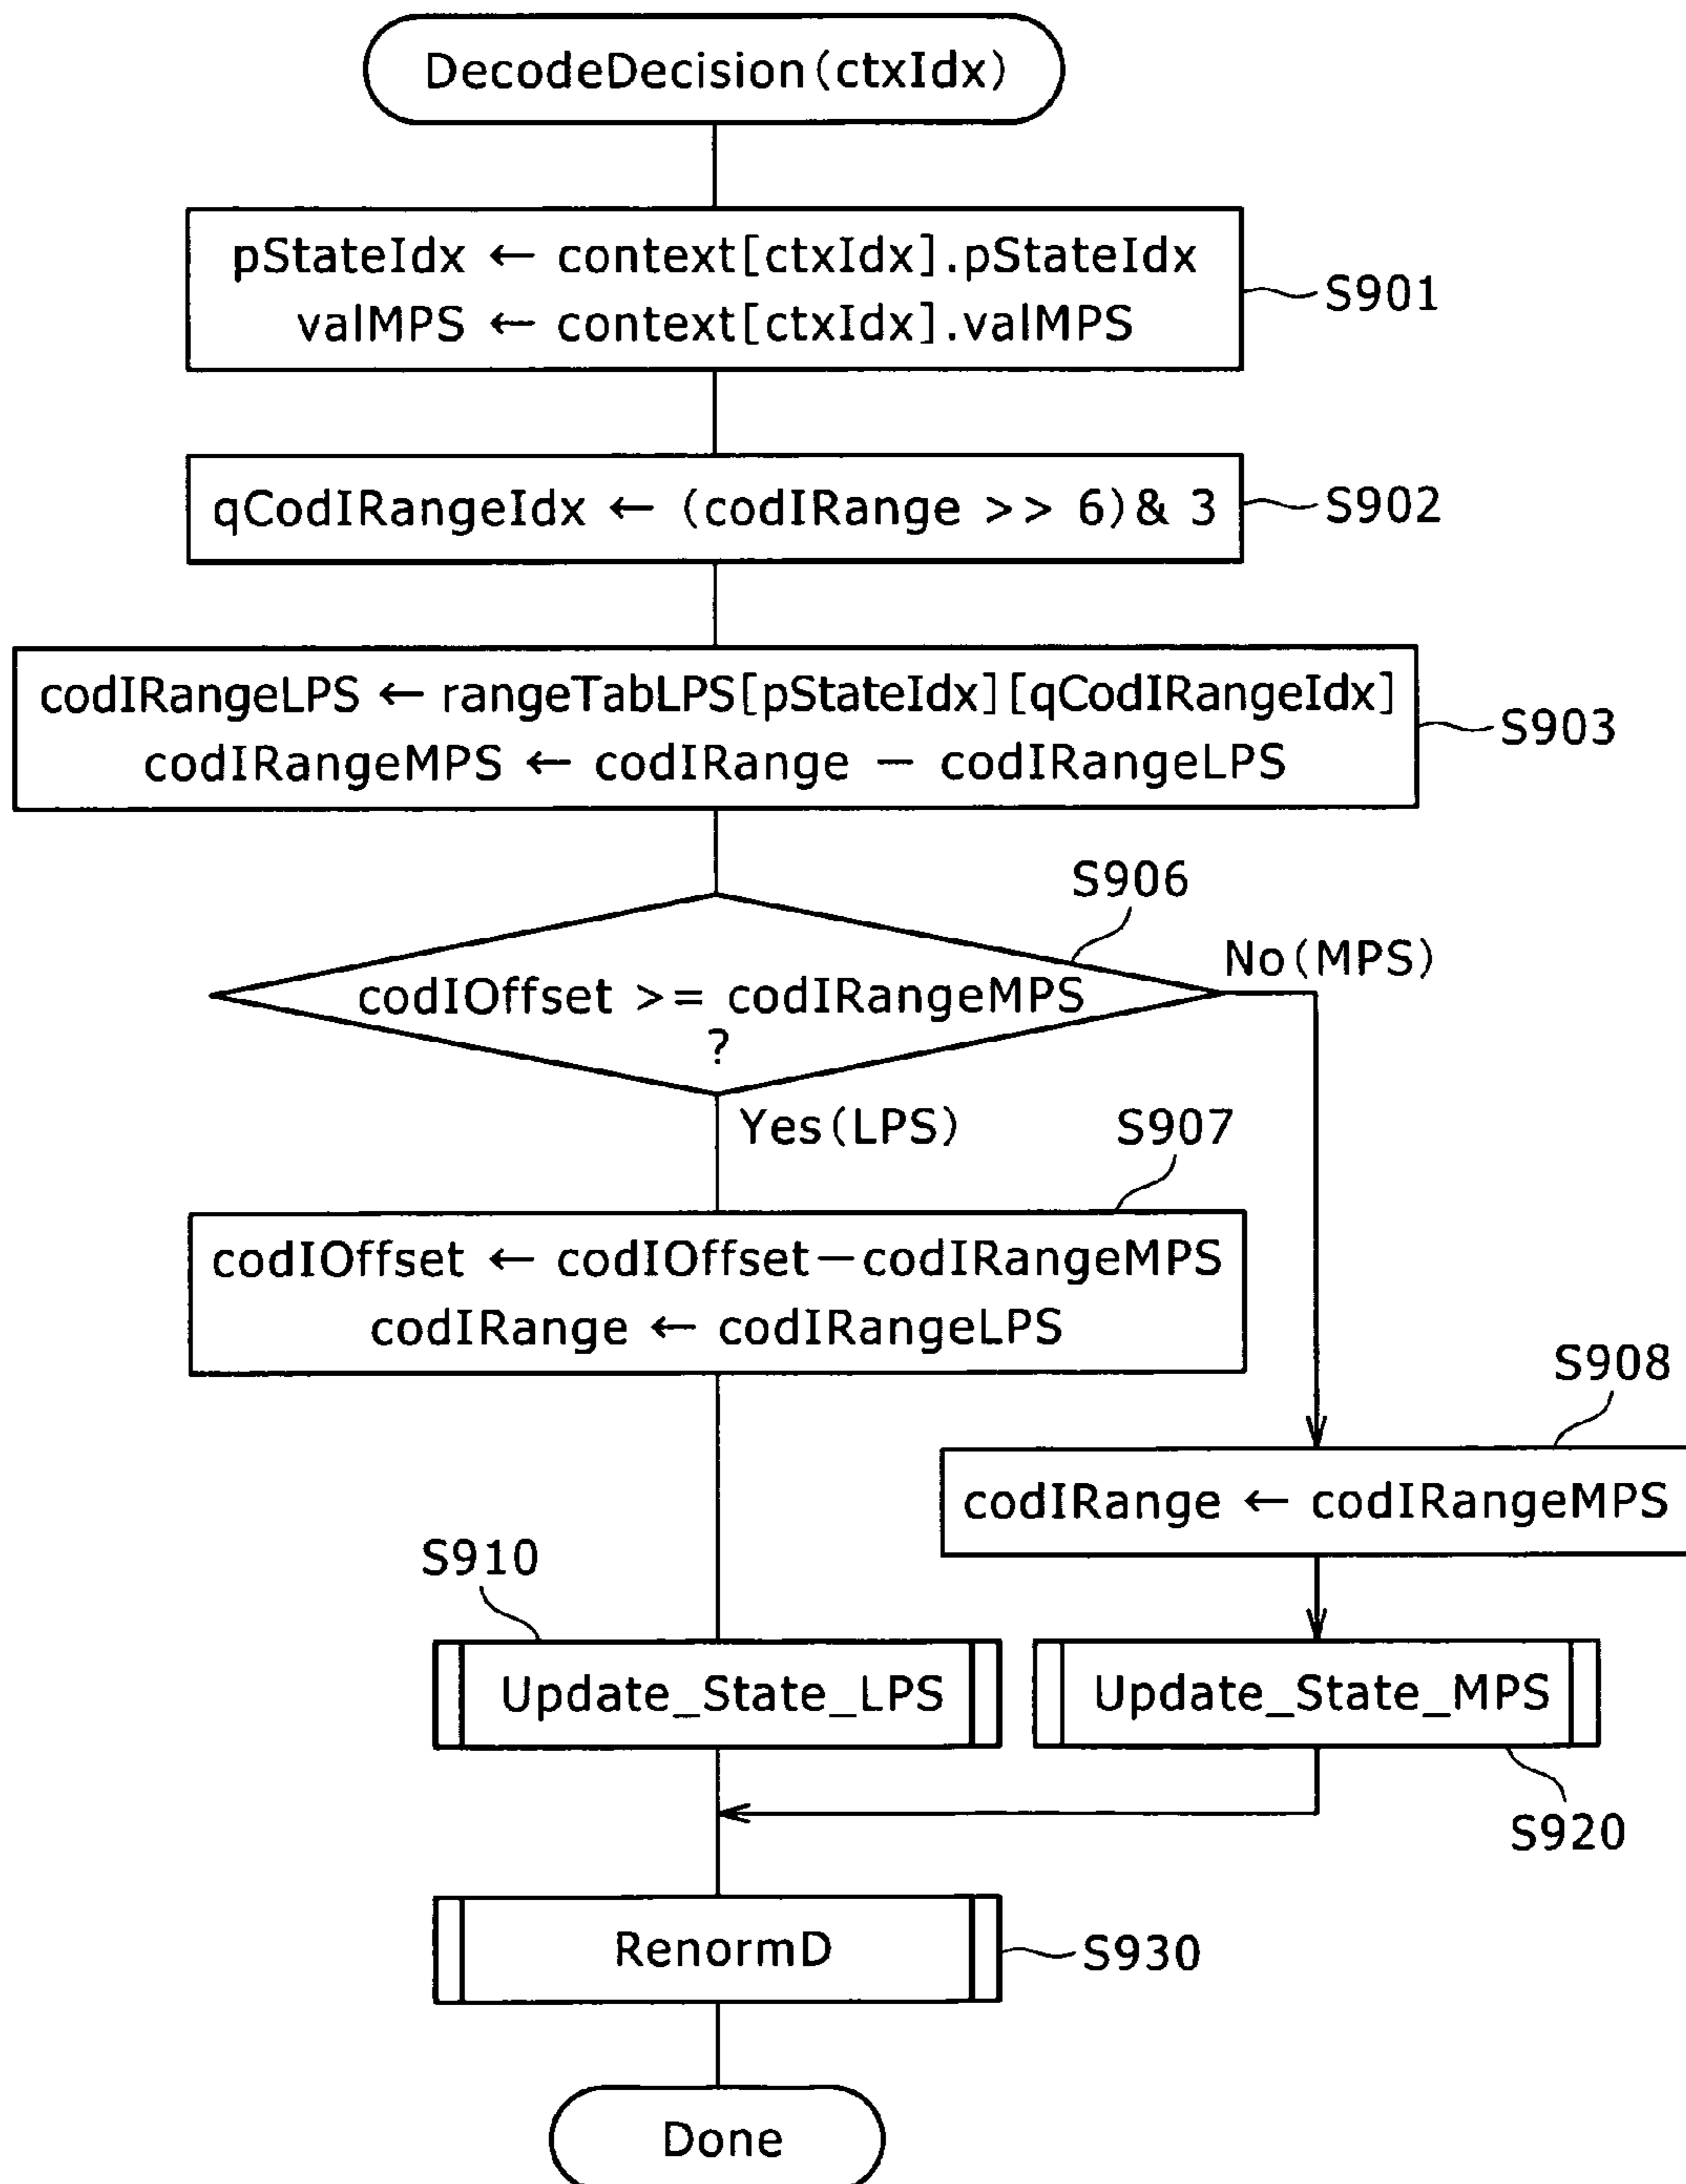 DecodeDecision(ctxIdx)
pStateIdx ← context[ctxIdx].pStateIdx
valMPS ← context[ctxIdx].valMPS
S901
qCodIRangeIdx ← (codIRange >> 6)& 3
S902
codIRangeLPS ← rangeTabLPS[pStateIdx][qCodIRangeIdx]
codIRangeMPS ← codIRange − codIRangeLPS
S903
S906
codIOffset >= codIRangeMPS
?
No(MPS)
Yes(LPS)
S907
codIOffset ← codIOffset−codIRangeMPS
codIRange ← codIRangeLPS
S908
codIRange ← codIRangeMPS
S910
Update_State_LPS
Update_State_MPS
S920
RenormD
S930
Done